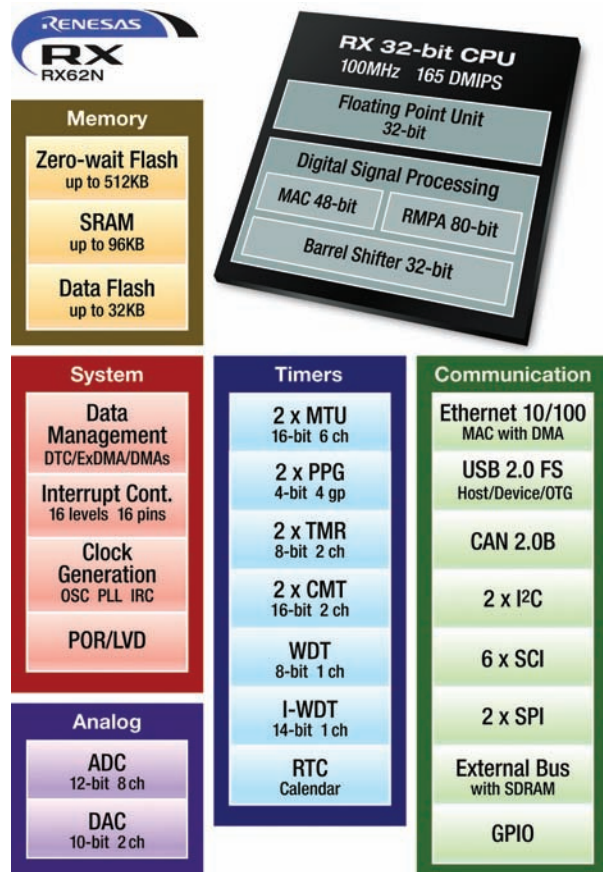 RENESAS
RX
RX62N
RX 32-bit CPU
100MHz 165 DMIPS
Floating Point Unit
32-bit
Digital Signal Processing
MAC 48-bit
RMPA 80-bit
Barrel Shifter 32-bit
Memory
Zero-wait Flash
up to 512KB
SRAM
up to 96KB
Data Flash
up to 32KB
System
Data
Management
DTC/ExDMA/DMAs
Interrupt Cont.
16 levels 16 pins
Clock
Generation
OSC PLL IRC
POR/LVD
Analog
ADC
12-bit 8 ch
DAC
10-bit 2 ch
Timers
2 x MTU
16-bit 6 ch
2 x PPG
4-bit 4 gp
2 x TMR
8-bit 2 ch
2 x CMT
16-bit 2 ch
WDT
8-bit 1 ch
I-WDT
14-bit 1 ch
RTC
Calendar
Communication
Ethernet 10/100
MAC with DMA
USB 2.0 FS
Host/Device/OTG
CAN 2.0B
2 x I²C
6 x SCI
2 x SPI
External Bus
with SDRAM
GPIO